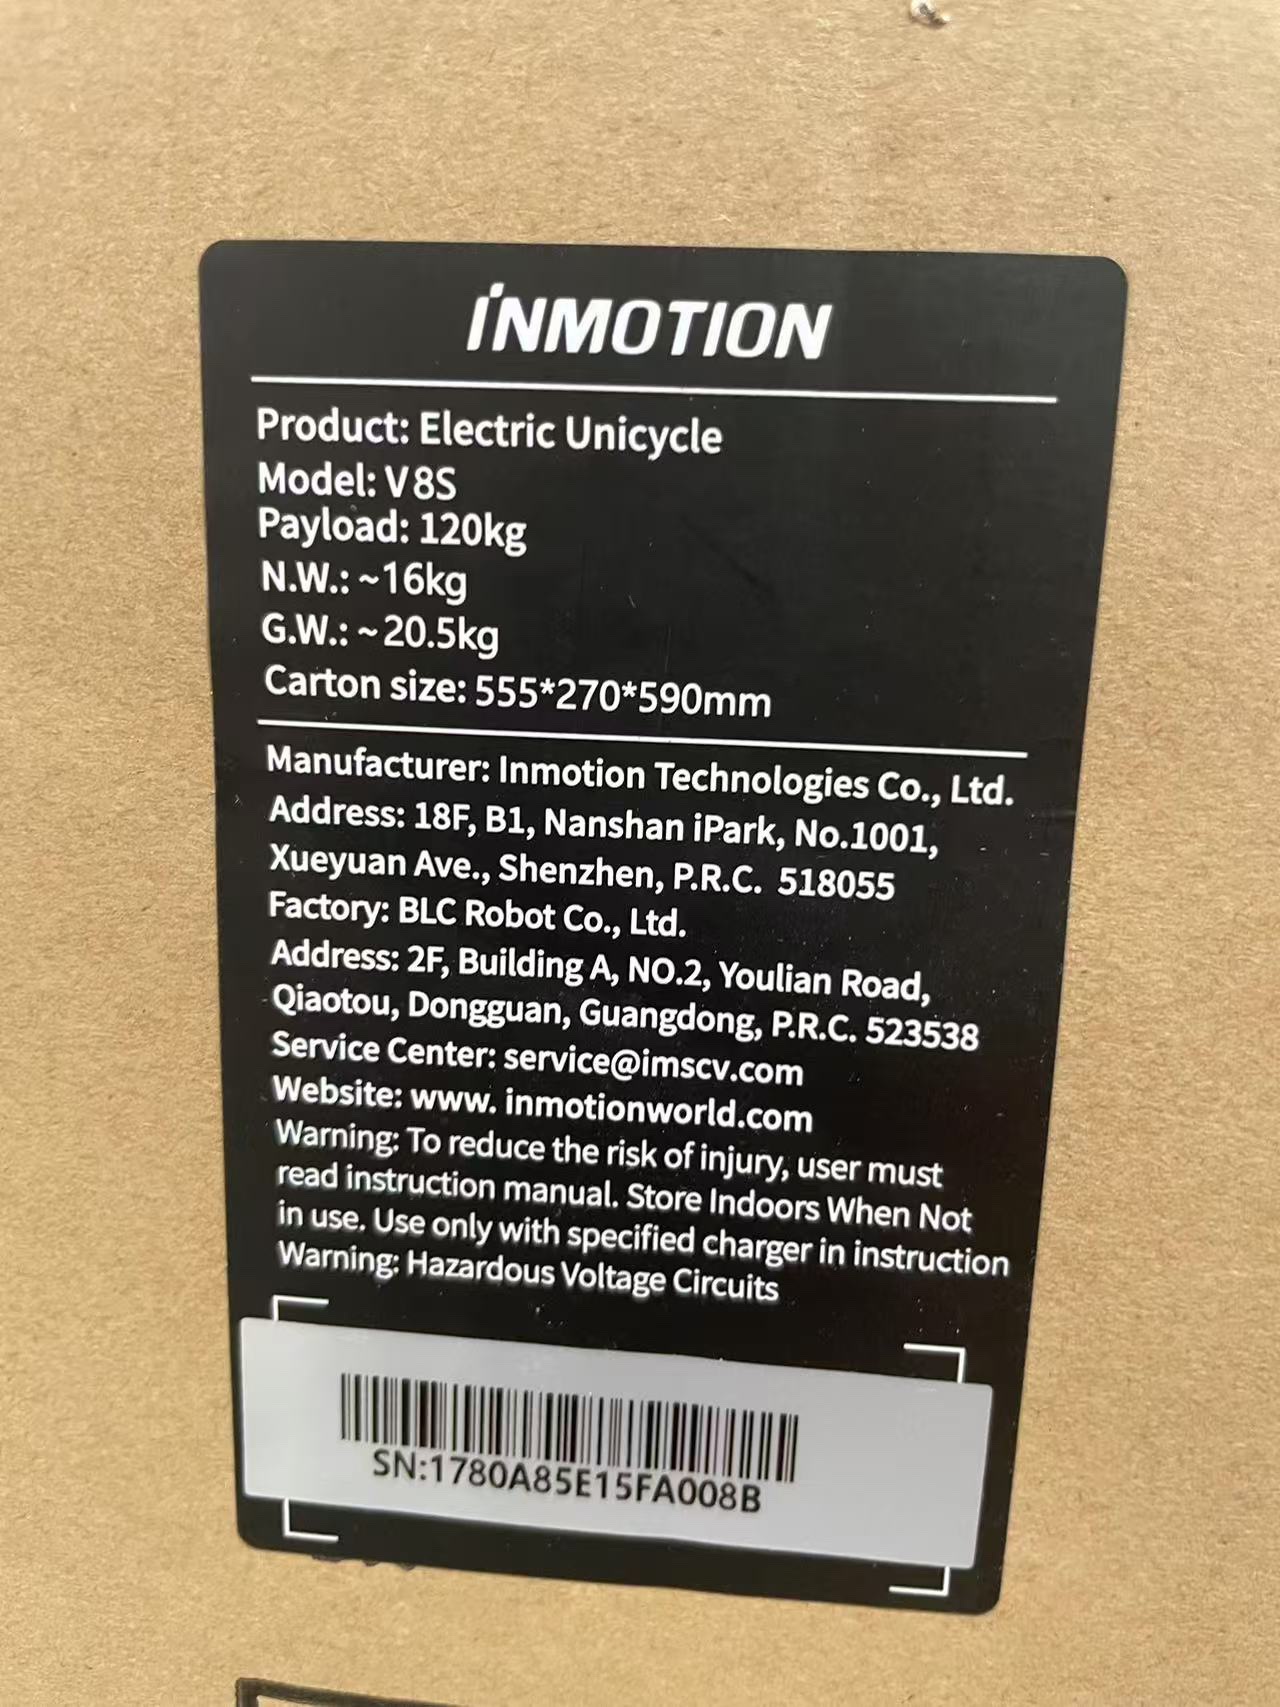 INMOTION
Product: Electric Unicycle
Model: V8S
Payload: 120kg
N.W.: ~16kg
G.W.: ~20.5kg
Carton size: 555*270*590mm
Manufacturer: Inmotion Technologies Co., Ltd.
Address: 18F, B1, Nanshan iPark, No.1001,
Xueyuan Ave., Shenzhen, P.R.C. 518055
Factory: BLC Robot Co., Ltd.
Address: 2F, Building A, NO.2, Youlian Road,
Qiaotou, Dongguan, Guangdong, P.R.C. 523538
Service Center: service@imscv.com
Website: www. inmotionworld.com
Warning: To reduce the risk of injury, user must
read instruction manual. Store Indoors When Not
in use. Use only with specified charger in instruction
Warning: Hazardous Voltage Circuits
SN:1780A85E15FA008B